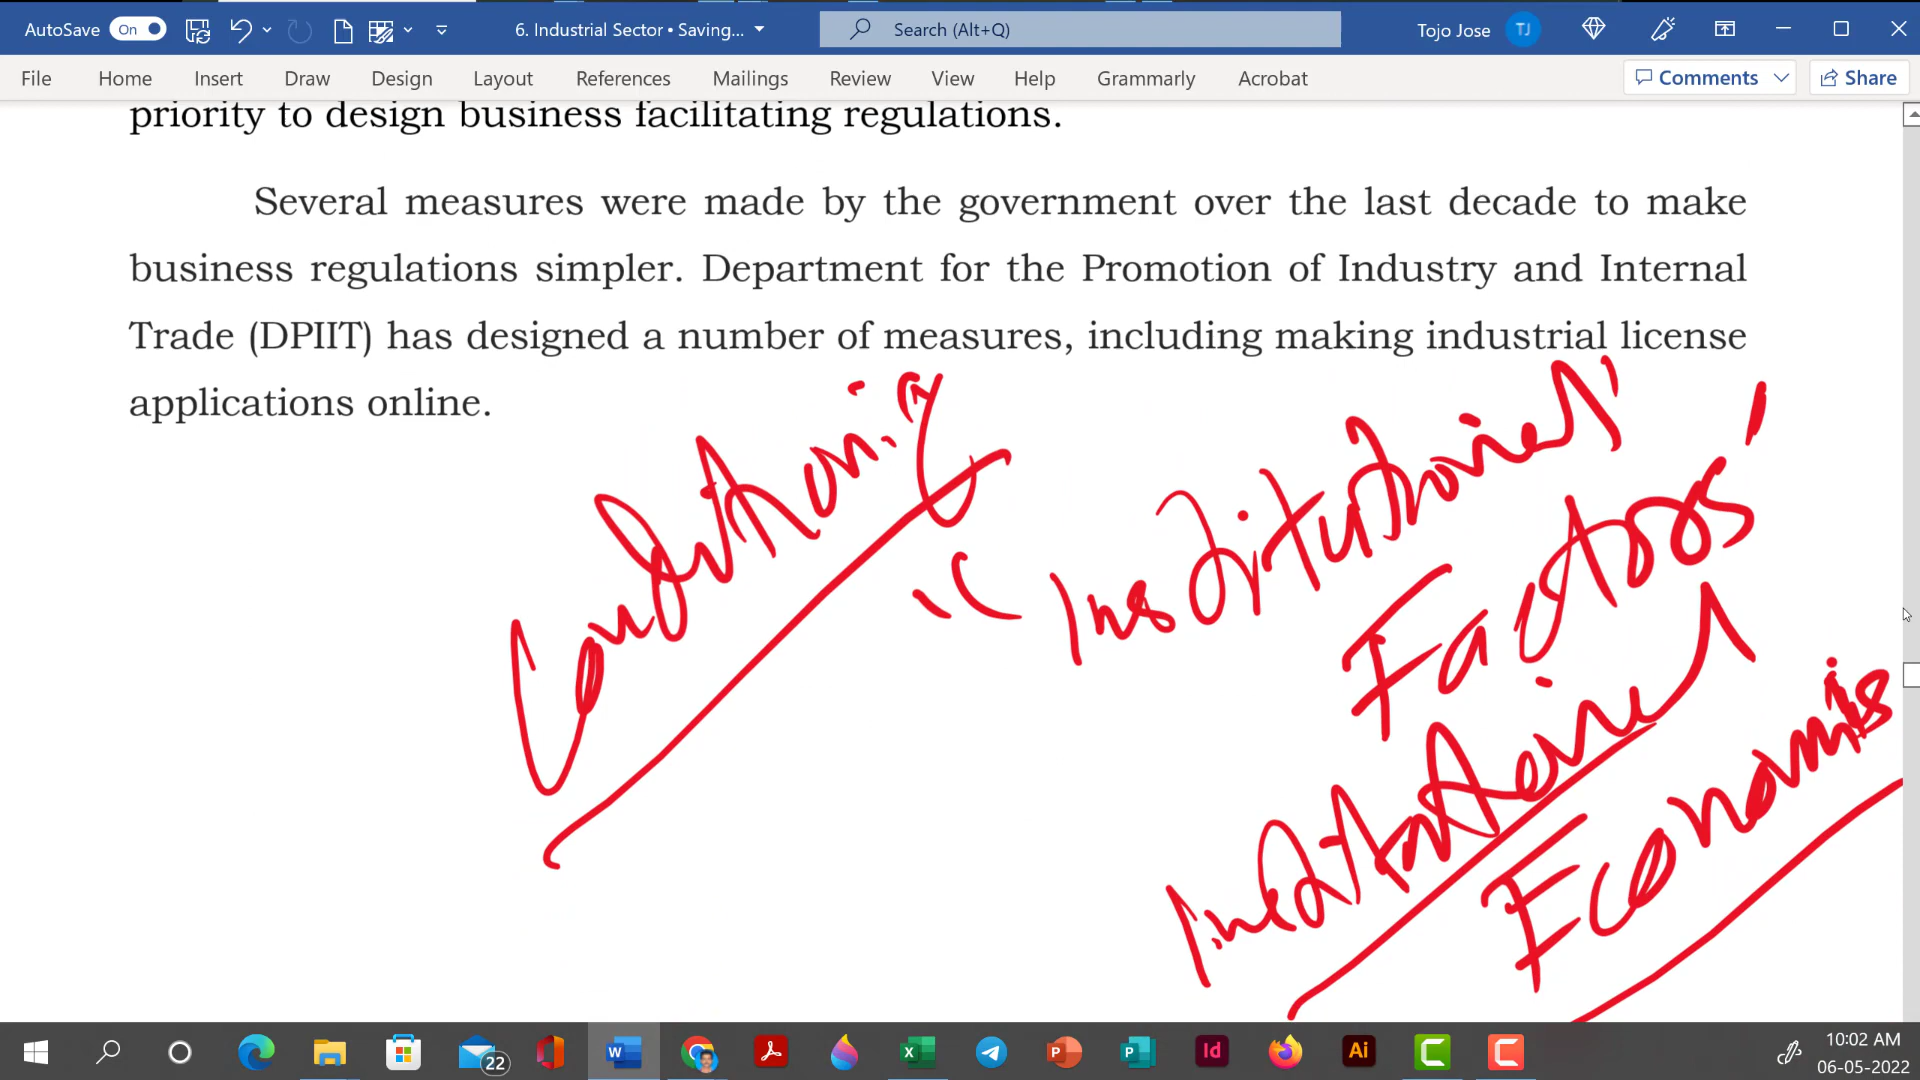 AutoSave On 6. Industrial Sector • Saving... Search (Alt+Q) Tojo Jose TJ
File Home Insert Draw Design Layout References Mailings Review View Help Grammarly Acrobat Comments Share
priority to design business facilitating regulations.
Several measures were made by the government over the last decade to make
business regulations simpler. Department for the Promotion of Industry and Internal
Trade (DPIIT) has designed a number of measures, including making industrial license
applications online.
"Institutional
Factors'
Economis
22
10:02 AM
06-05-2022